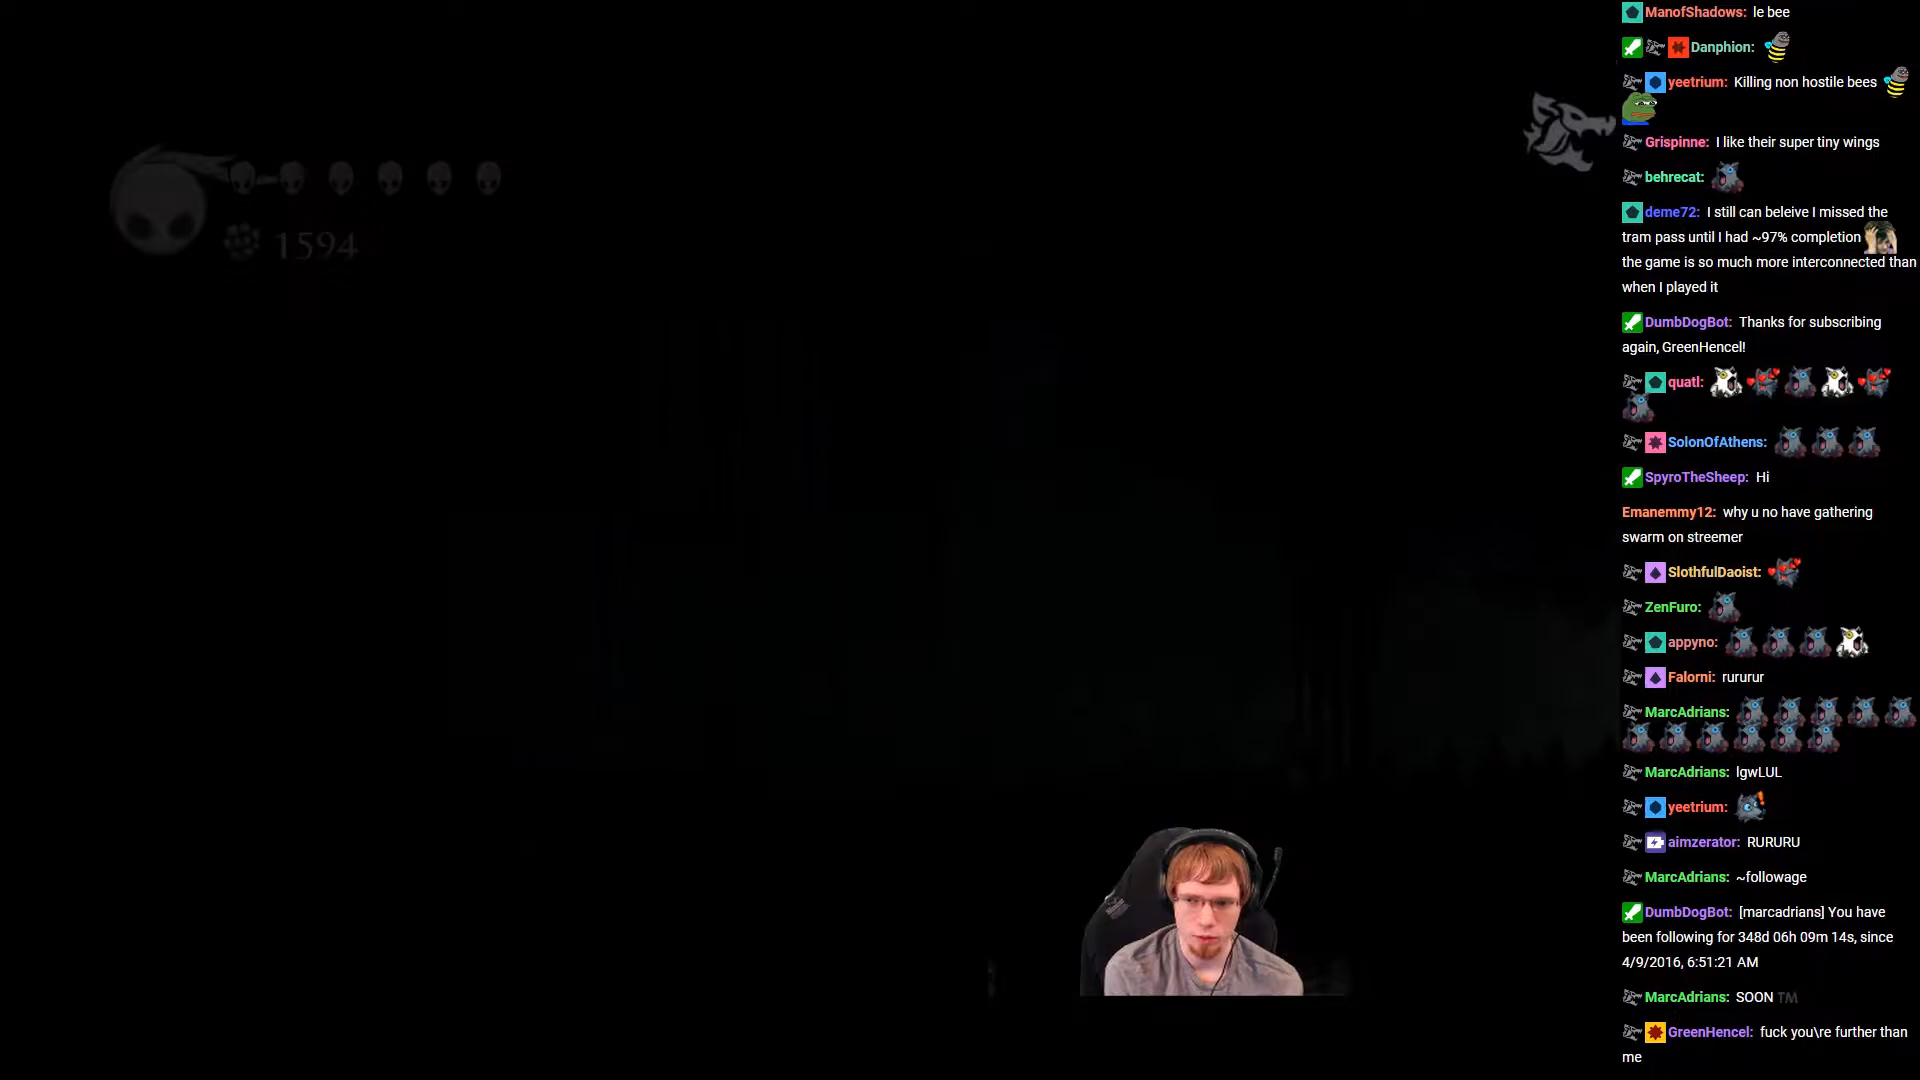 1594
ManofShadows: le bee
Danphion:
yeetrium: Killing non hostile bees
Grispinne: I like their super tiny wings
behrecat:
deme72: I still can beleive I missed the
tram pass until I had ~97% completion
the game is so much more interconnected than
when I played it
DumbDogBot: Thanks for subscribing
again, GreenHencel!
quatl:
SolonOfAthens:
SpyroTheSheep: Hi
Emanemmy12: why u no have gathering
swarm on streemer
SlothfulDaoist:
ZenFuro:
appyno:
Falorni: rururur
MarcAdrians:
MarcAdrians: lgwLUL
yeetrium:
aimzerator: RURURU
MarcAdrians: ~followage
DumbDogBot: [marcadrians] You have
been following for 348d 06h 09m 14s, since
4/9/2016, 6:51:21 AM
MarcAdrians: SOON TM
GreenHencel: fuck you\re further than
me